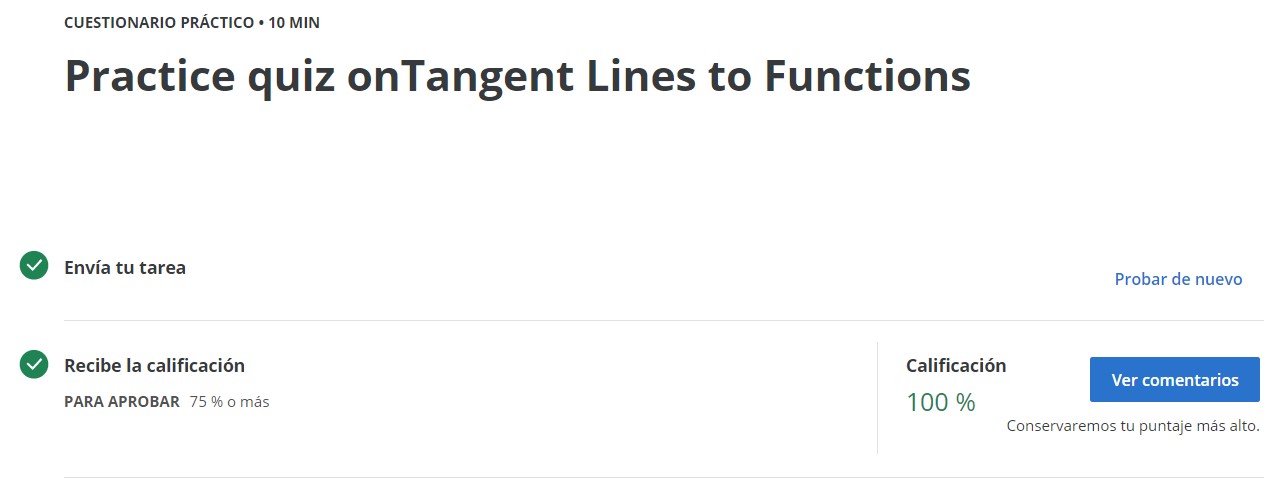 CUESTIONARIO PRÁCTICO • 10 MIN
Practice quiz onTangent Lines to Functions
Envía tu tarea
Probar de nuevo
Recibe la calificación
PARA APROBAR 75 % o más
Calificación
100 %
Ver comentarios
Conservaremos tu puntaje más alto.